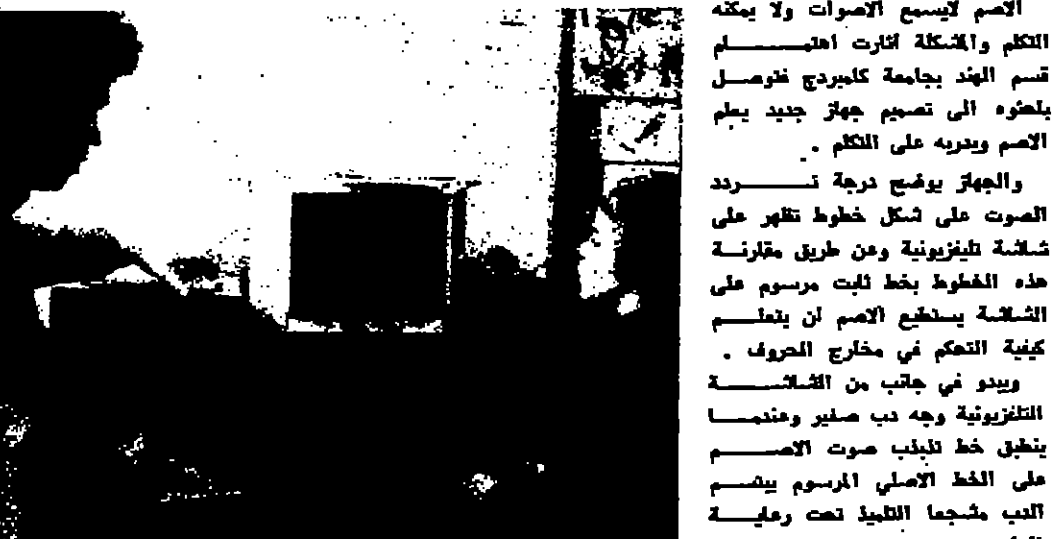 الاصم لايسمع الاصوات ولا يمكنه
التكلم والمشكلة أثارت اهتمام
قسم الهند بجامعة كامبردج فتوصل
باحثوه الى تصميم جهاز جديد يعلم
الاصم ويدربه على التكلم .
والجهاز يوضح درجة تردد
الصوت على شكل خطوط تظهر على
شاشة تليفزيونية وعن طريق مقارنة
هذه الخطوط بخط ثابت مرسوم على
الشاشة يستطيع الاصم ان يتعلم
كيفية التحكم في مخارج الحروف .
ويبدو في جانب من الشاشة
التلفزيونية وجه دب صغير وعندما
ينطبق خط تذبذب صوت الاصم
على الخط الاصلي المرسوم يبتسم
الدب مشجعا التلميذ تحت رعاية